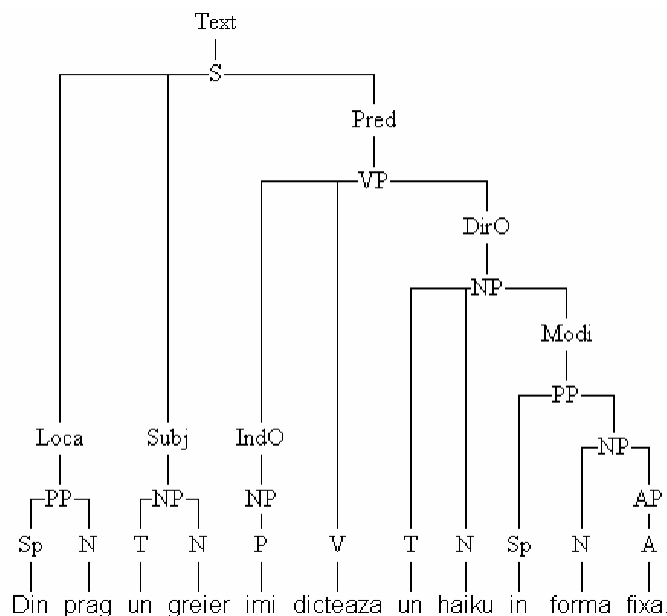 Text
S
Pred
VP
DirO
NP
Modi
PP
Loca Subj IndO NP
PP NP NP AP
Sp N T N P V T N Sp N A
Din prag un greier imi dicteaza un haiku in forma fixa.